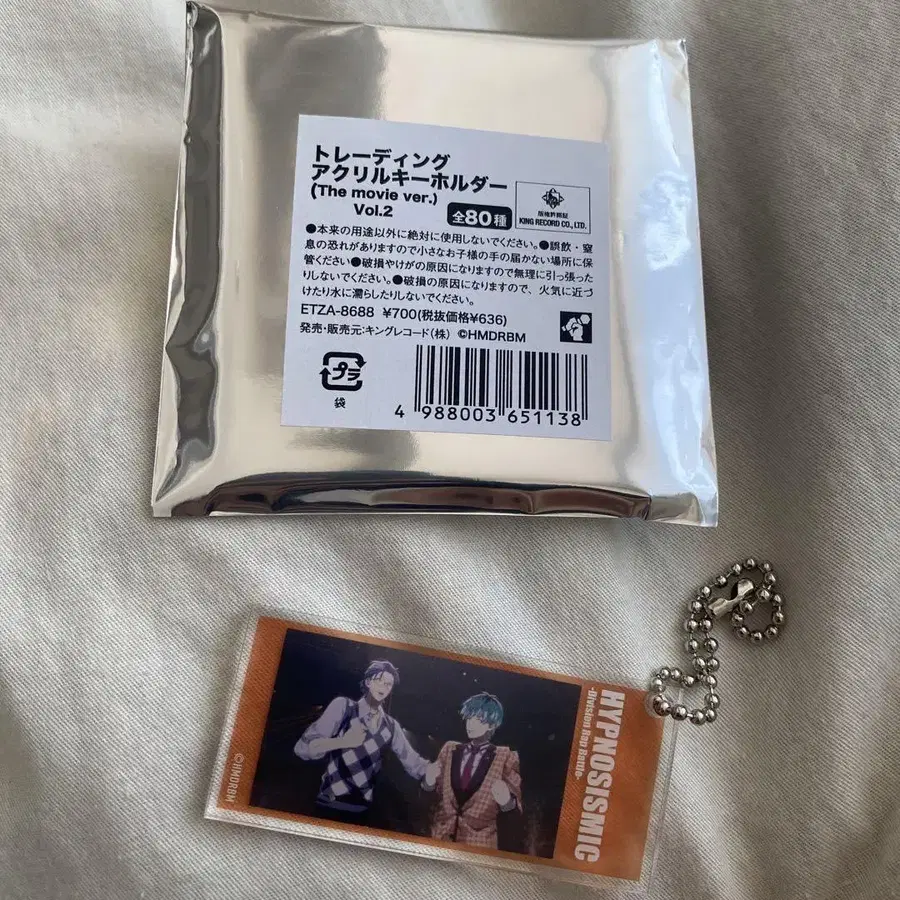 トレーディング
アクリルキーホルダー
(The movie ver.)
Vol.2
全80種
版権許諾証
KING RECORD CO., LTD.
●本来の用途以外に絶対に使用しないでください。●誤飲・窒
息の恐れがありますので小さなお子様の手の届かない場所に保
管ください●破損やけがの原因になりますので無理に引っ張った
りしないでください。●破損の原因になりますので、火気に近づ
けたり水に濡らしたりしないでください。
ETZA-8688 ¥700(税抜価格¥636)
発売・販売元:キングレコード(株) ©HMDRBM
プラ
袋
4 988003 651138
HYPNOSISMIC
-Division Rap Battle-
©HMDRBM